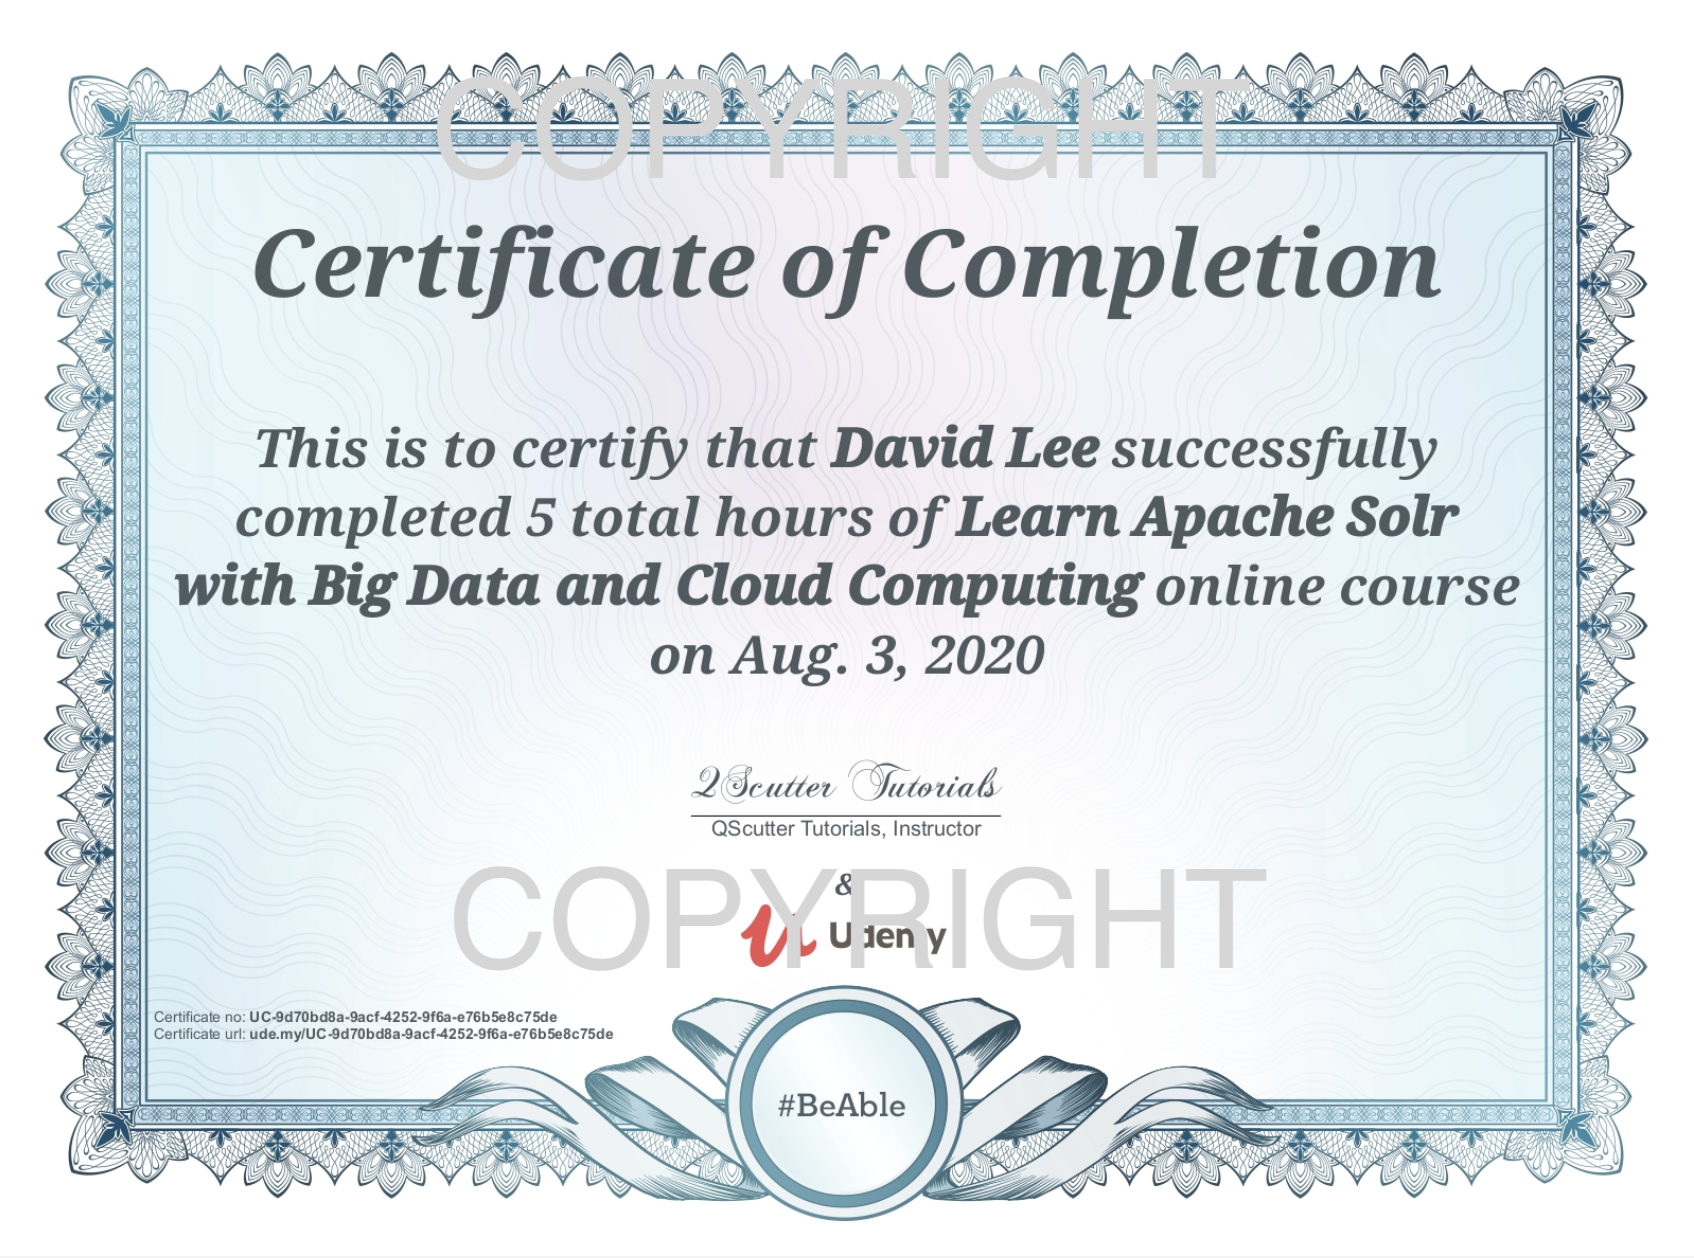 COPYRIGHT
Certificate of Completion
This is to certify that David Lee successfully
completed 5 total hours of Learn Apache Solr
with Big Data and Cloud Computing online course
on Aug. 3, 2020
2Scutter Tutorials
QScutter Tutorials, Instructor
&
COPYRIGHT
Udemy
Certificate no: UC-9d70bd8a-9acf-4252-9f6a-e76b5e8c75de
Certificate url: ude.my/UC-9d70bd8a-9acf-4252-9f6a-e76b5e8c75de
#BeAble